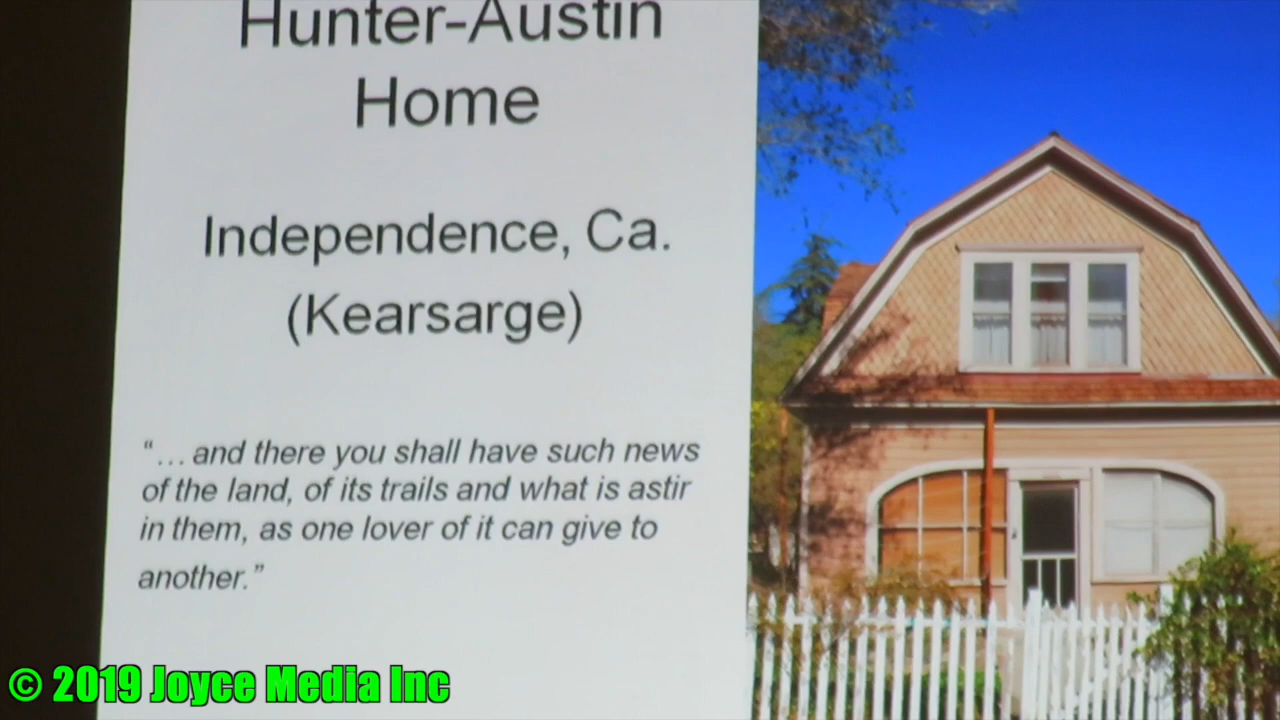 Hunter-Austin
Home
Independence, Ca.
(Kearsarge)
“…and there you shall have such news
of the land, of its trails and what is astir
in them, as one lover of it can give to
another.”
© 2019 Joyce Media Inc